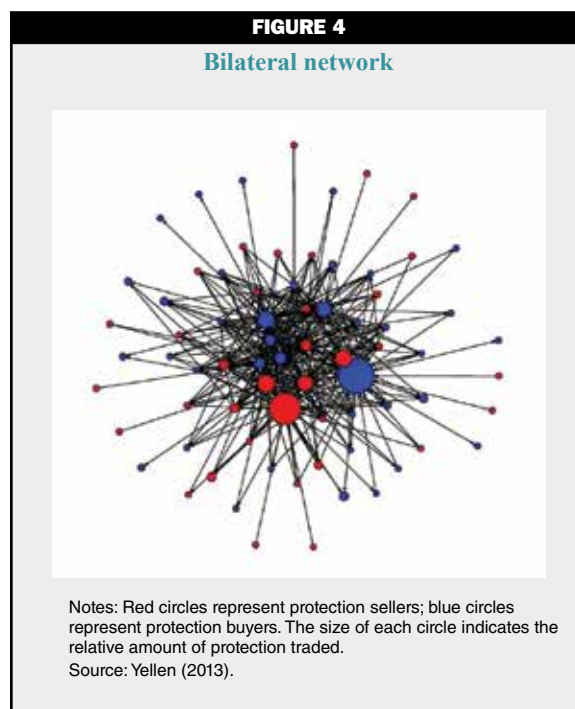 FIGURE 4
Bilateral network
Notes: Red circles represent protection sellers; blue circles
represent protection buyers. The size of each circle indicates the
relative amount of protection traded.
Source: Yellen (2013).